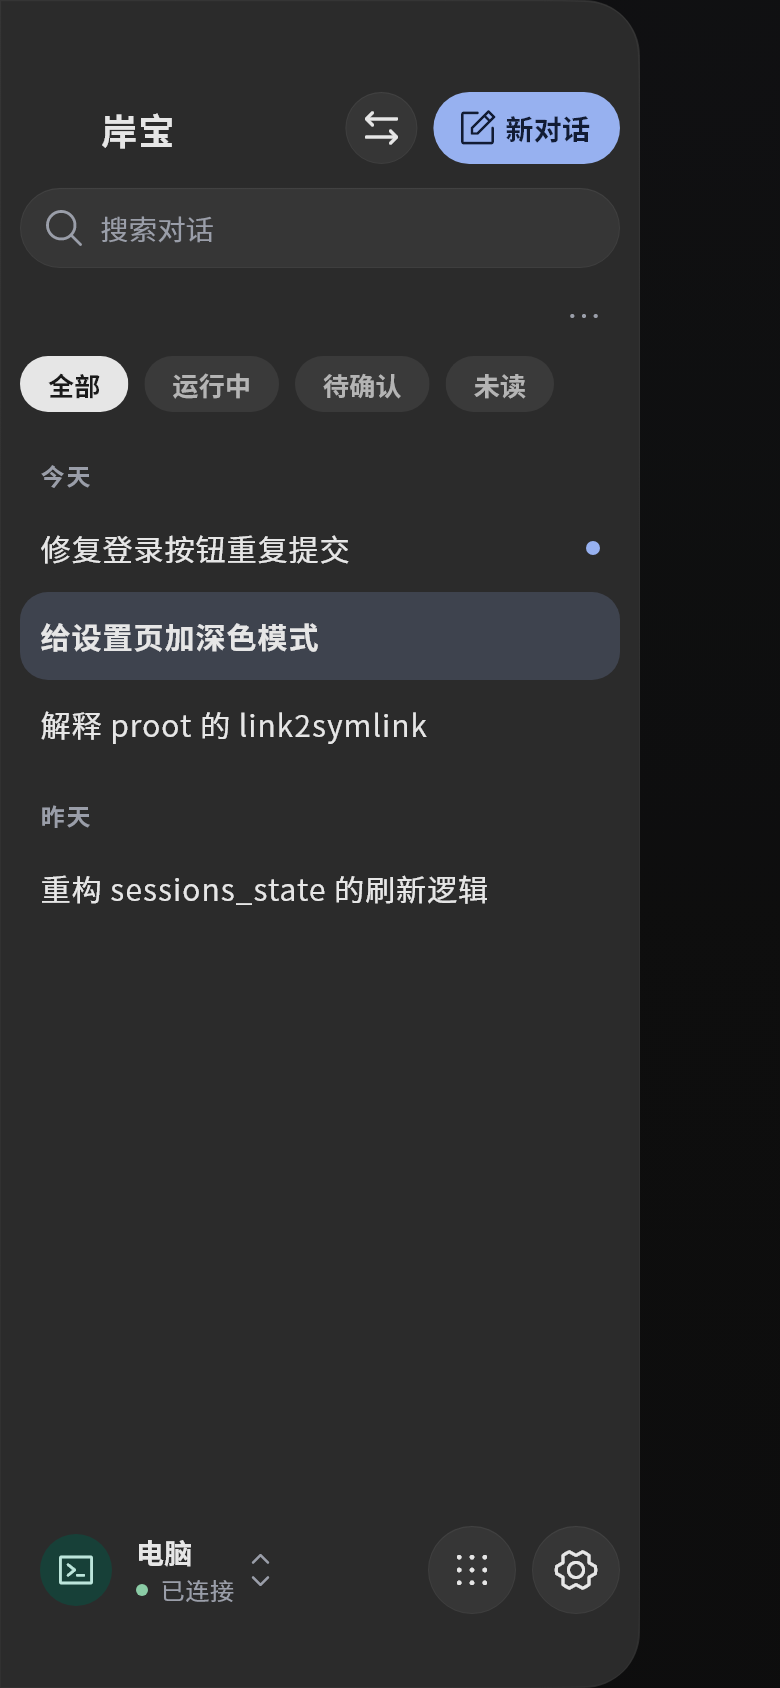 岸宝
新对话
搜索对话
...
全部 运行中 待确认 未读
今天
修复登录按钮重复提交
给设置页加深色模式
解释 proot 的 link2symlink
昨天
重构 sessions_state 的刷新逻辑
电脑
已连接